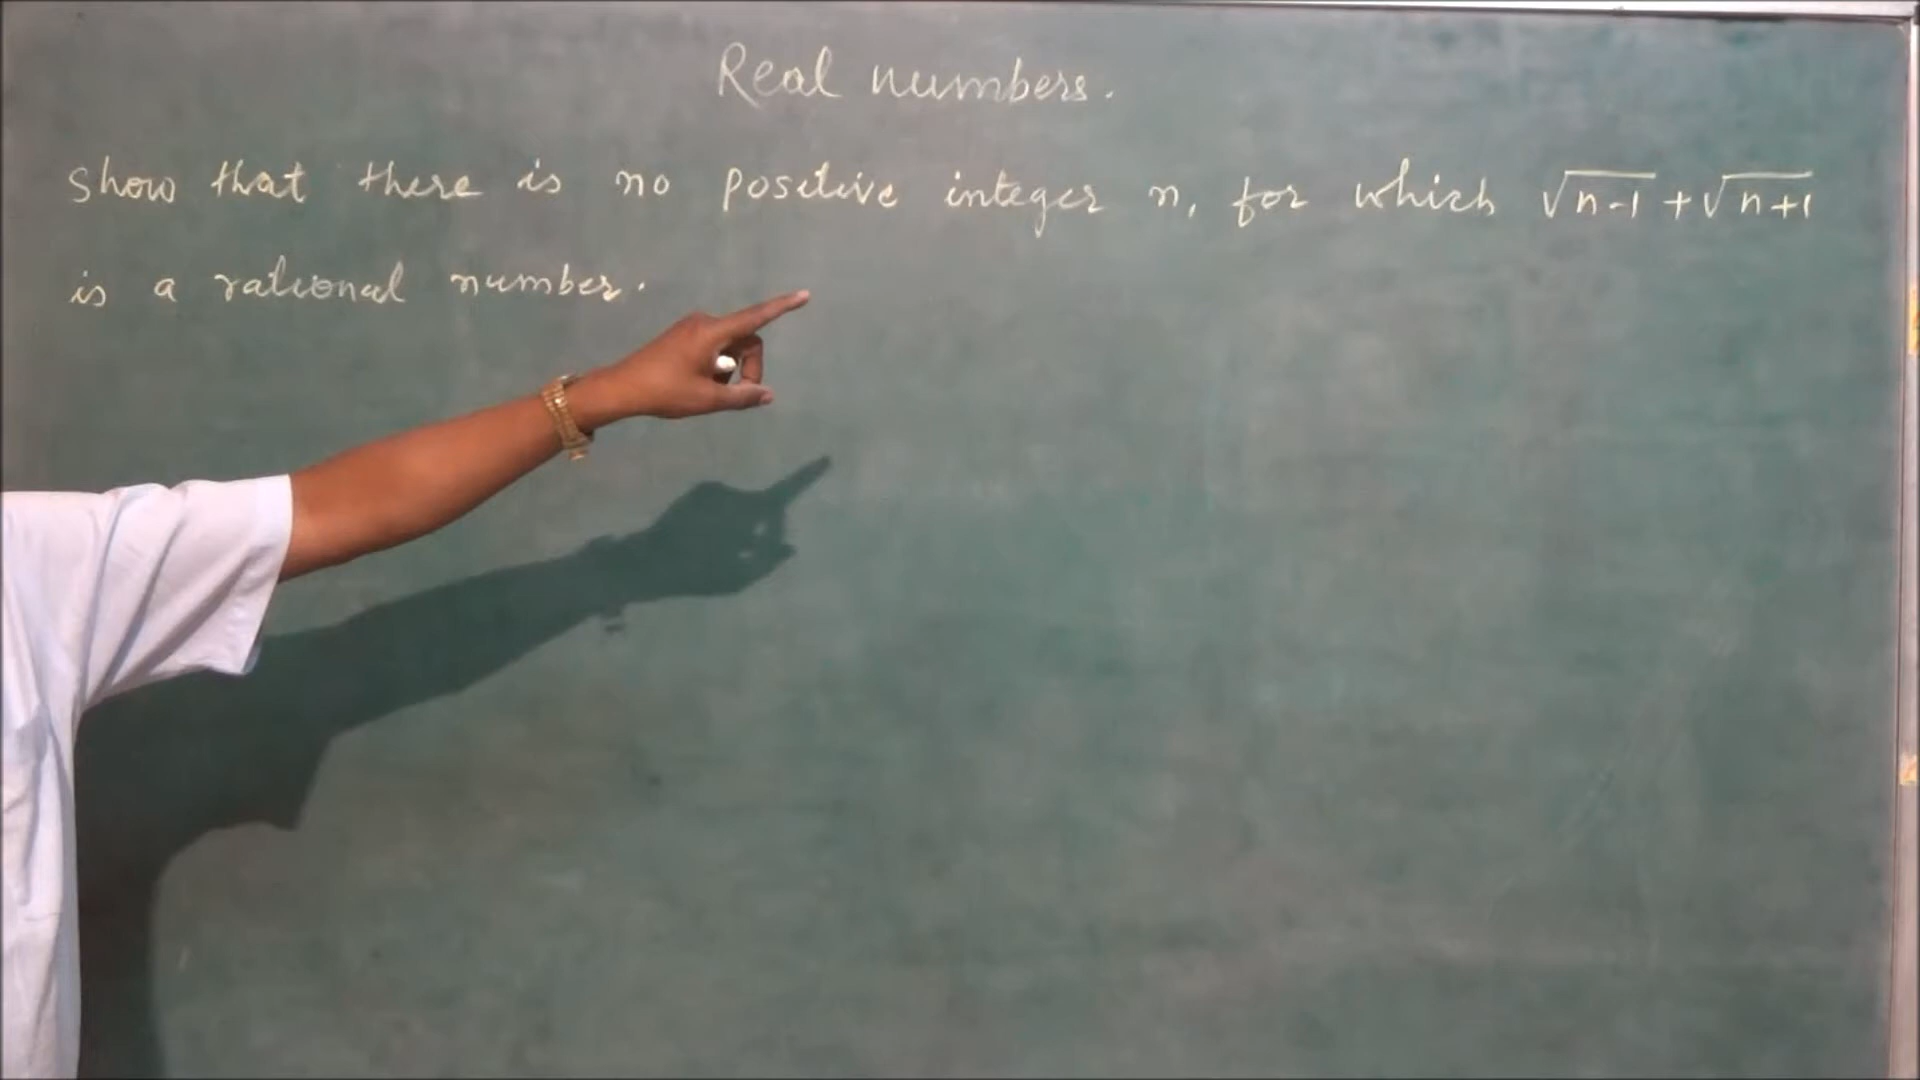 Real numbers.
Show that there is no positive integer n, for which √n-1 + √n+1
is a rational number.